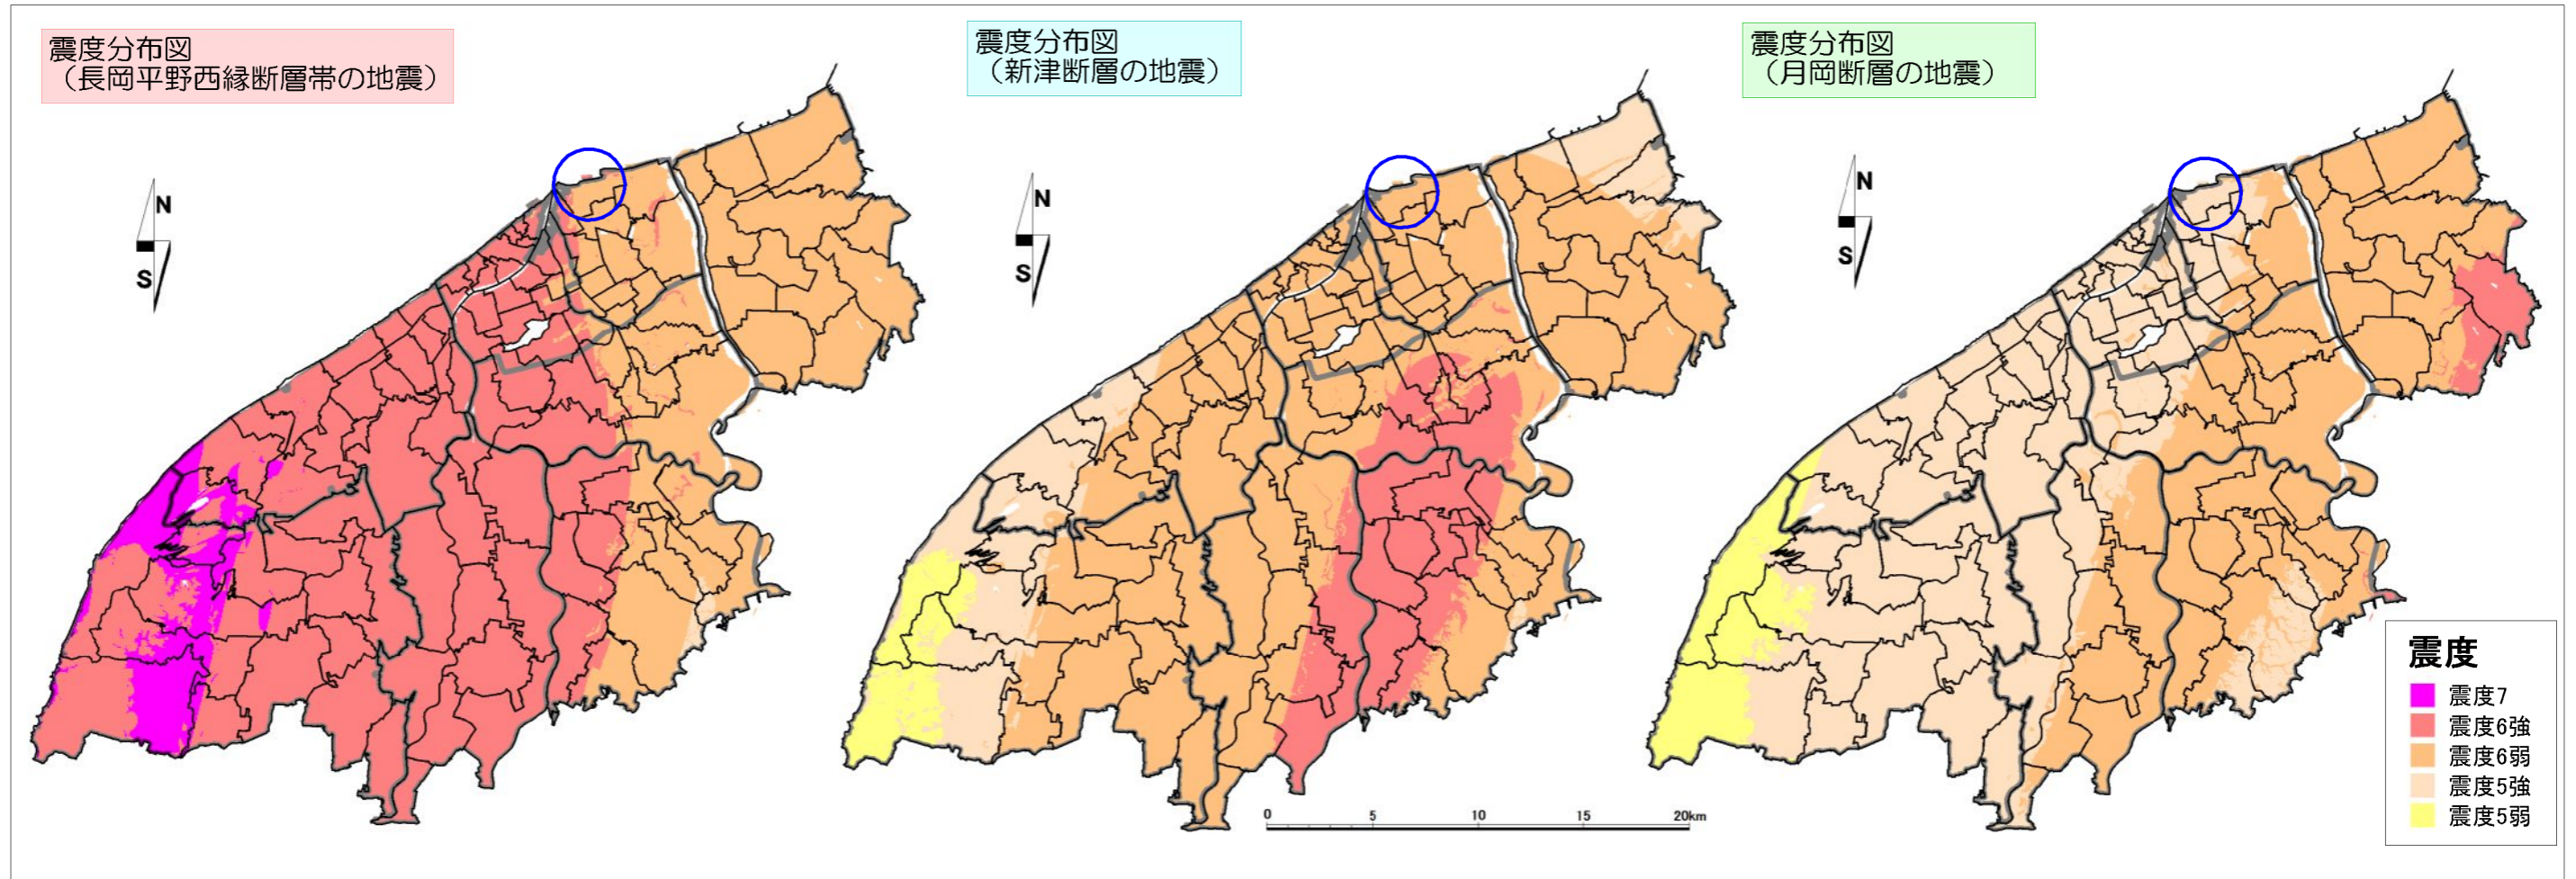 震度分布図
（長岡平野西縁断層帯の地震）
震度分布図
（新津断層の地震）
震度分布図
（月岡断層の地震）
N
S
N
S
N
S
震度
震度7
震度6強
震度6弱
震度5強
震度5弱
0 5 10 15 20km